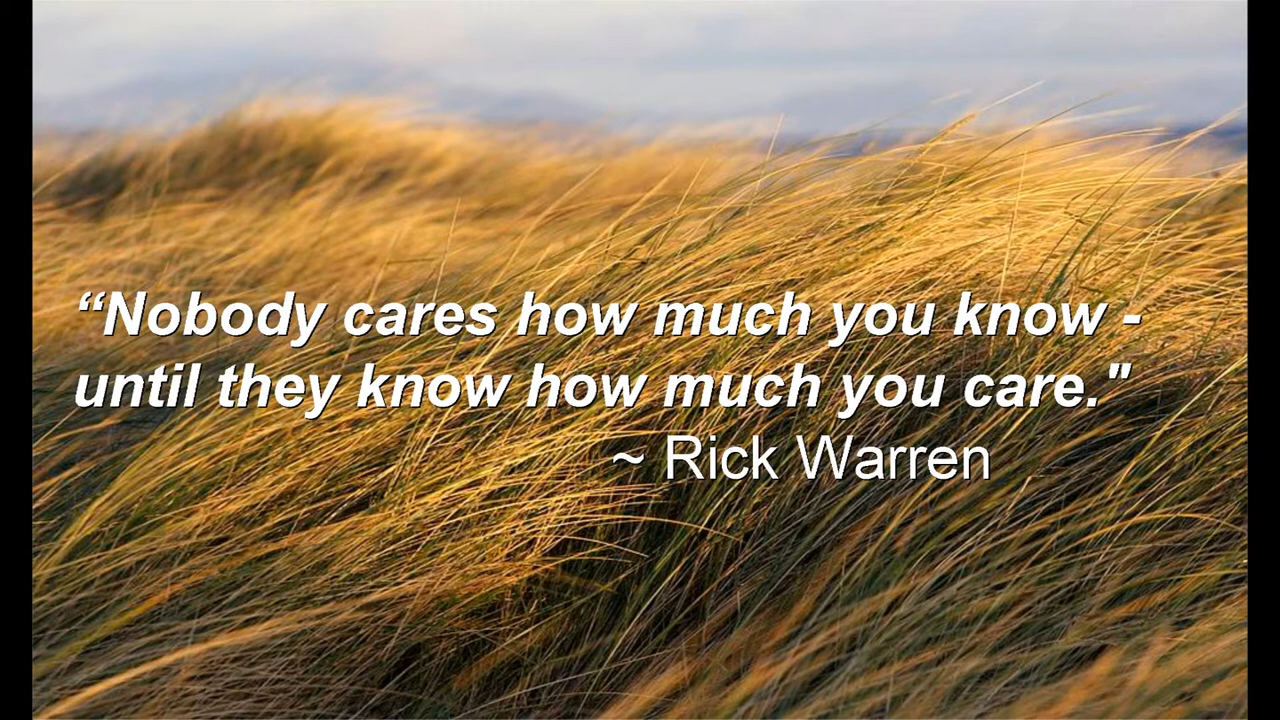 “Nobody cares how much you know -
until they know how much you care."
~ Rick Warren